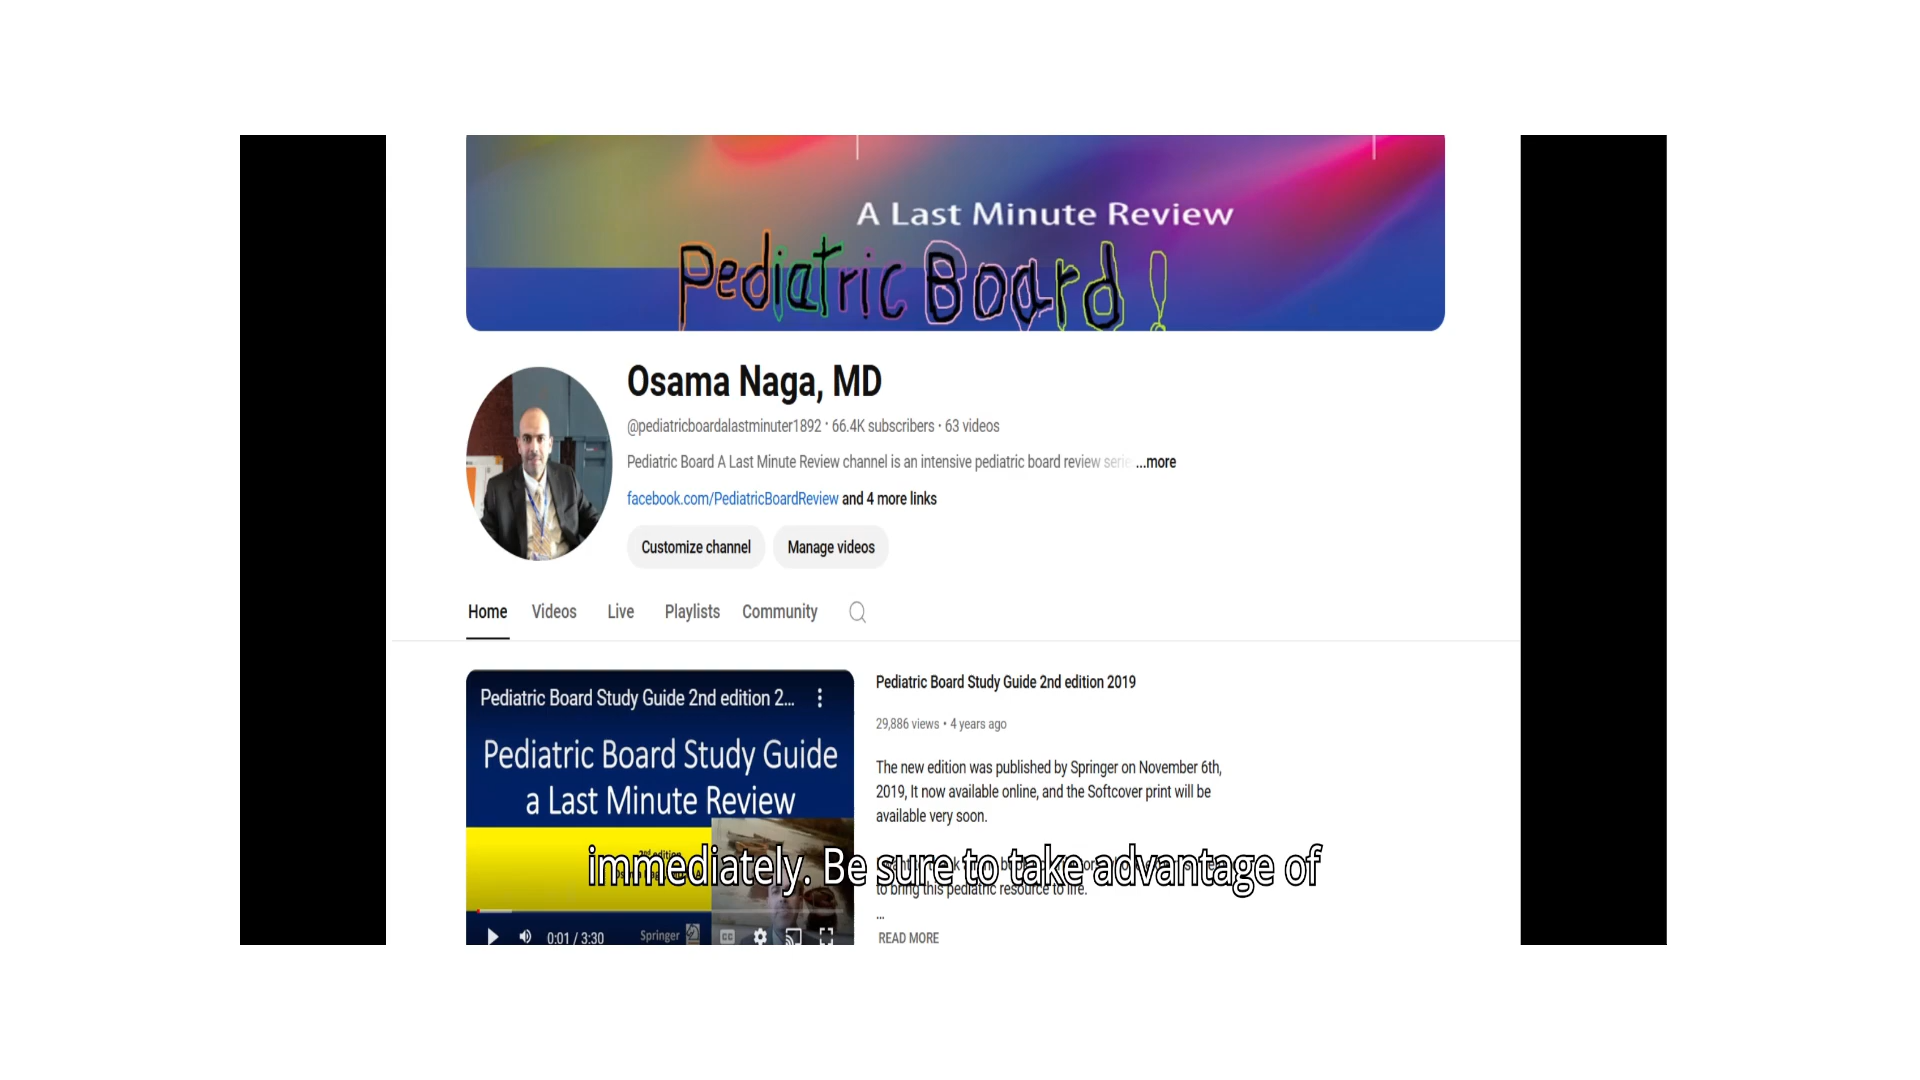 A Last Minute Review
Pediatric Board !
Osama Naga, MD
@pediatricboardalastminuter1892 · 66.4K subscribers · 63 videos
Pediatric Board A Last Minute Review channel is an intensive pediatric board review serie ...more
facebook.com/PediatricBoardReview and 4 more links
Customize channel Manage videos
Home Videos Live Playlists Community
Pediatric Board Study Guide 2nd edition 2...
Pediatric Board Study Guide
a Last Minute Review
2nd edition
0:01 / 3:30 Springer CC
Pediatric Board Study Guide 2nd edition 2019
29,886 views · 4 years ago
The new edition was published by Springer on November 6th,
2019, It now available online, and the Softcover print will be
available very soon.
to bring this pediatric resource to life.
...
READ MORE
immediately. Be sure to take advantage of